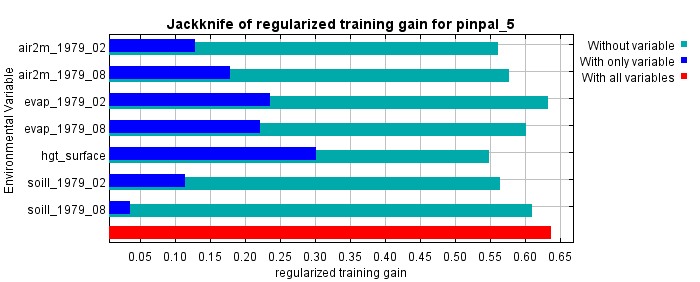 Jackknife of regularized training gain for pinpal_5
Environmental Variable
air2m_1979_02
air2m_1979_08
evap_1979_02
evap_1979_08
hgt_surface
soill_1979_02
soill_1979_08
Without variable
With only variable
With all variables
0.05 0.10 0.15 0.20 0.25 0.30 0.35 0.40 0.45 0.50 0.55 0.60 0.65
regularized training gain